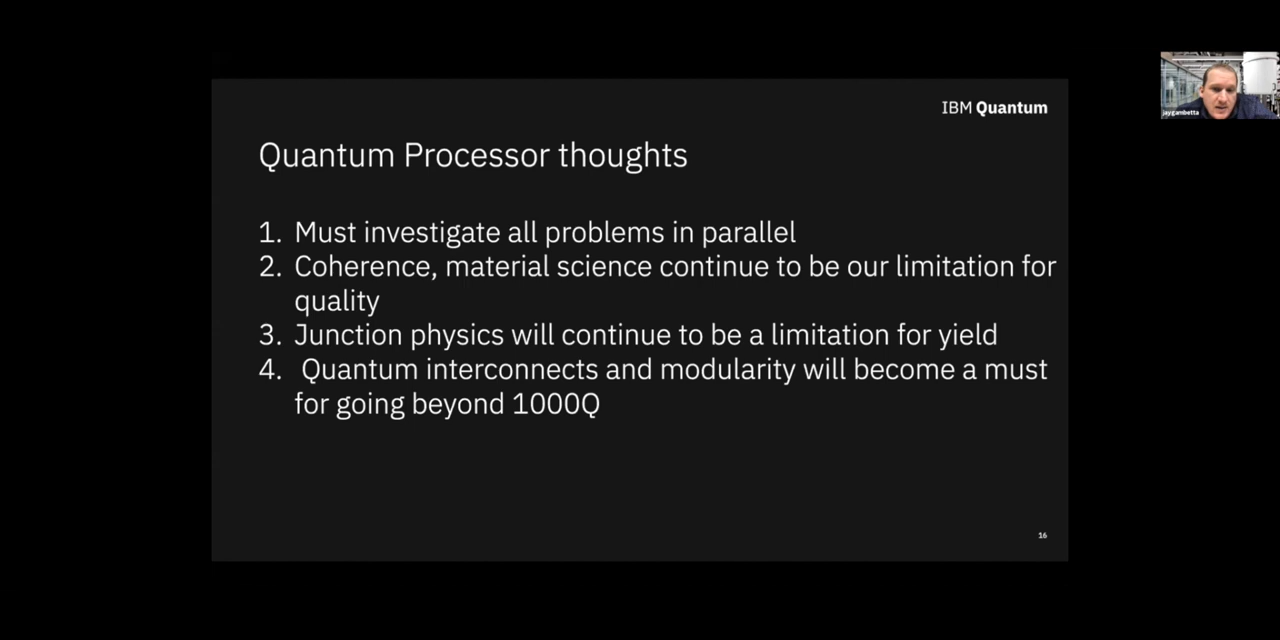 IBM Quantum
jaygambetta
Quantum Processor thoughts
1. Must investigate all problems in parallel
2. Coherence, material science continue to be our limitation for
quality
3. Junction physics will continue to be a limitation for yield
4. Quantum interconnects and modularity will become a must
for going beyond 1000Q
16